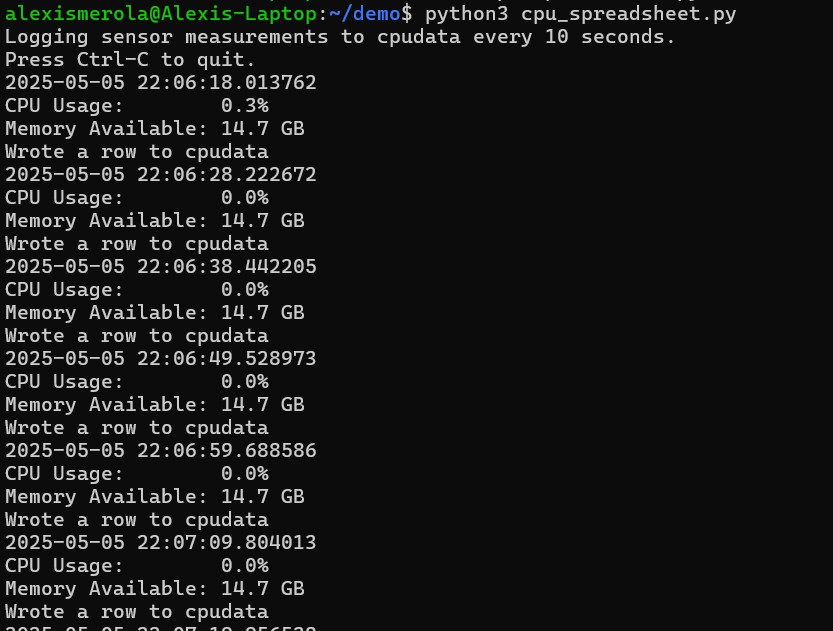 alexismerola@Alexis-Laptop:~/demo$ python3 cpu_spreadsheet.py
Logging sensor measurements to cpudata every 10 seconds.
Press Ctrl-C to quit.
2025-05-05 22:06:18.013762
CPU Usage:        0.3%
Memory Available: 14.7 GB
Wrote a row to cpudata
2025-05-05 22:06:28.222672
CPU Usage:        0.0%
Memory Available: 14.7 GB
Wrote a row to cpudata
2025-05-05 22:06:38.442205
CPU Usage:        0.0%
Memory Available: 14.7 GB
Wrote a row to cpudata
2025-05-05 22:06:49.528973
CPU Usage:        0.0%
Memory Available: 14.7 GB
Wrote a row to cpudata
2025-05-05 22:06:59.688586
CPU Usage:        0.0%
Memory Available: 14.7 GB
Wrote a row to cpudata
2025-05-05 22:07:09.804013
CPU Usage:        0.0%
Memory Available: 14.7 GB
Wrote a row to cpudata